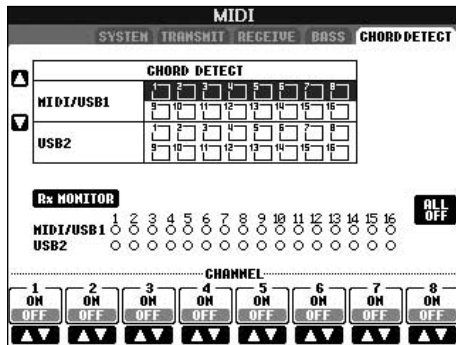 MIDI
SYSTEM TRANSMIT RECEIVE BASS CHORD DETECT
CHORD DETECT
MIDI/USB1
1 2 3 4 5 6 7 8
9 10 11 12 13 14 15 16
USB2
1 2 3 4 5 6 7 8
9 10 11 12 13 14 15 16
Rx MONITOR
1 2 3 4 5 6 7 8 9 10 11 12 13 14 15 16
MIDI/USB1
USB2
ALL OFF
CHANNEL
1 2 3 4 5 6 7 8
ON ON ON ON ON ON ON ON
OFF OFF OFF OFF OFF OFF OFF OFF